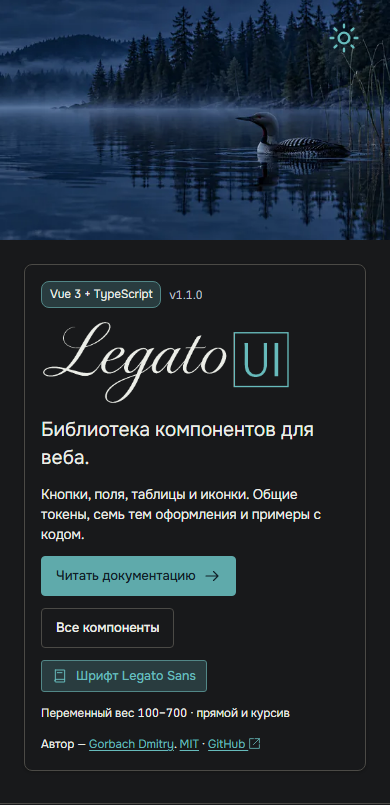 Vue 3 + TypeScript v1.1.0
Legato UI
Библиотека компонентов для
веба.
Кнопки, поля, таблицы и иконки. Общие
токены, семь тем оформления и примеры с
кодом.
Читать документацию →
Все компоненты
Шрифт Legato Sans
Переменный вес 100–700 · прямой и курсив
Автор — Gorbach Dmitry. MIT · GitHub